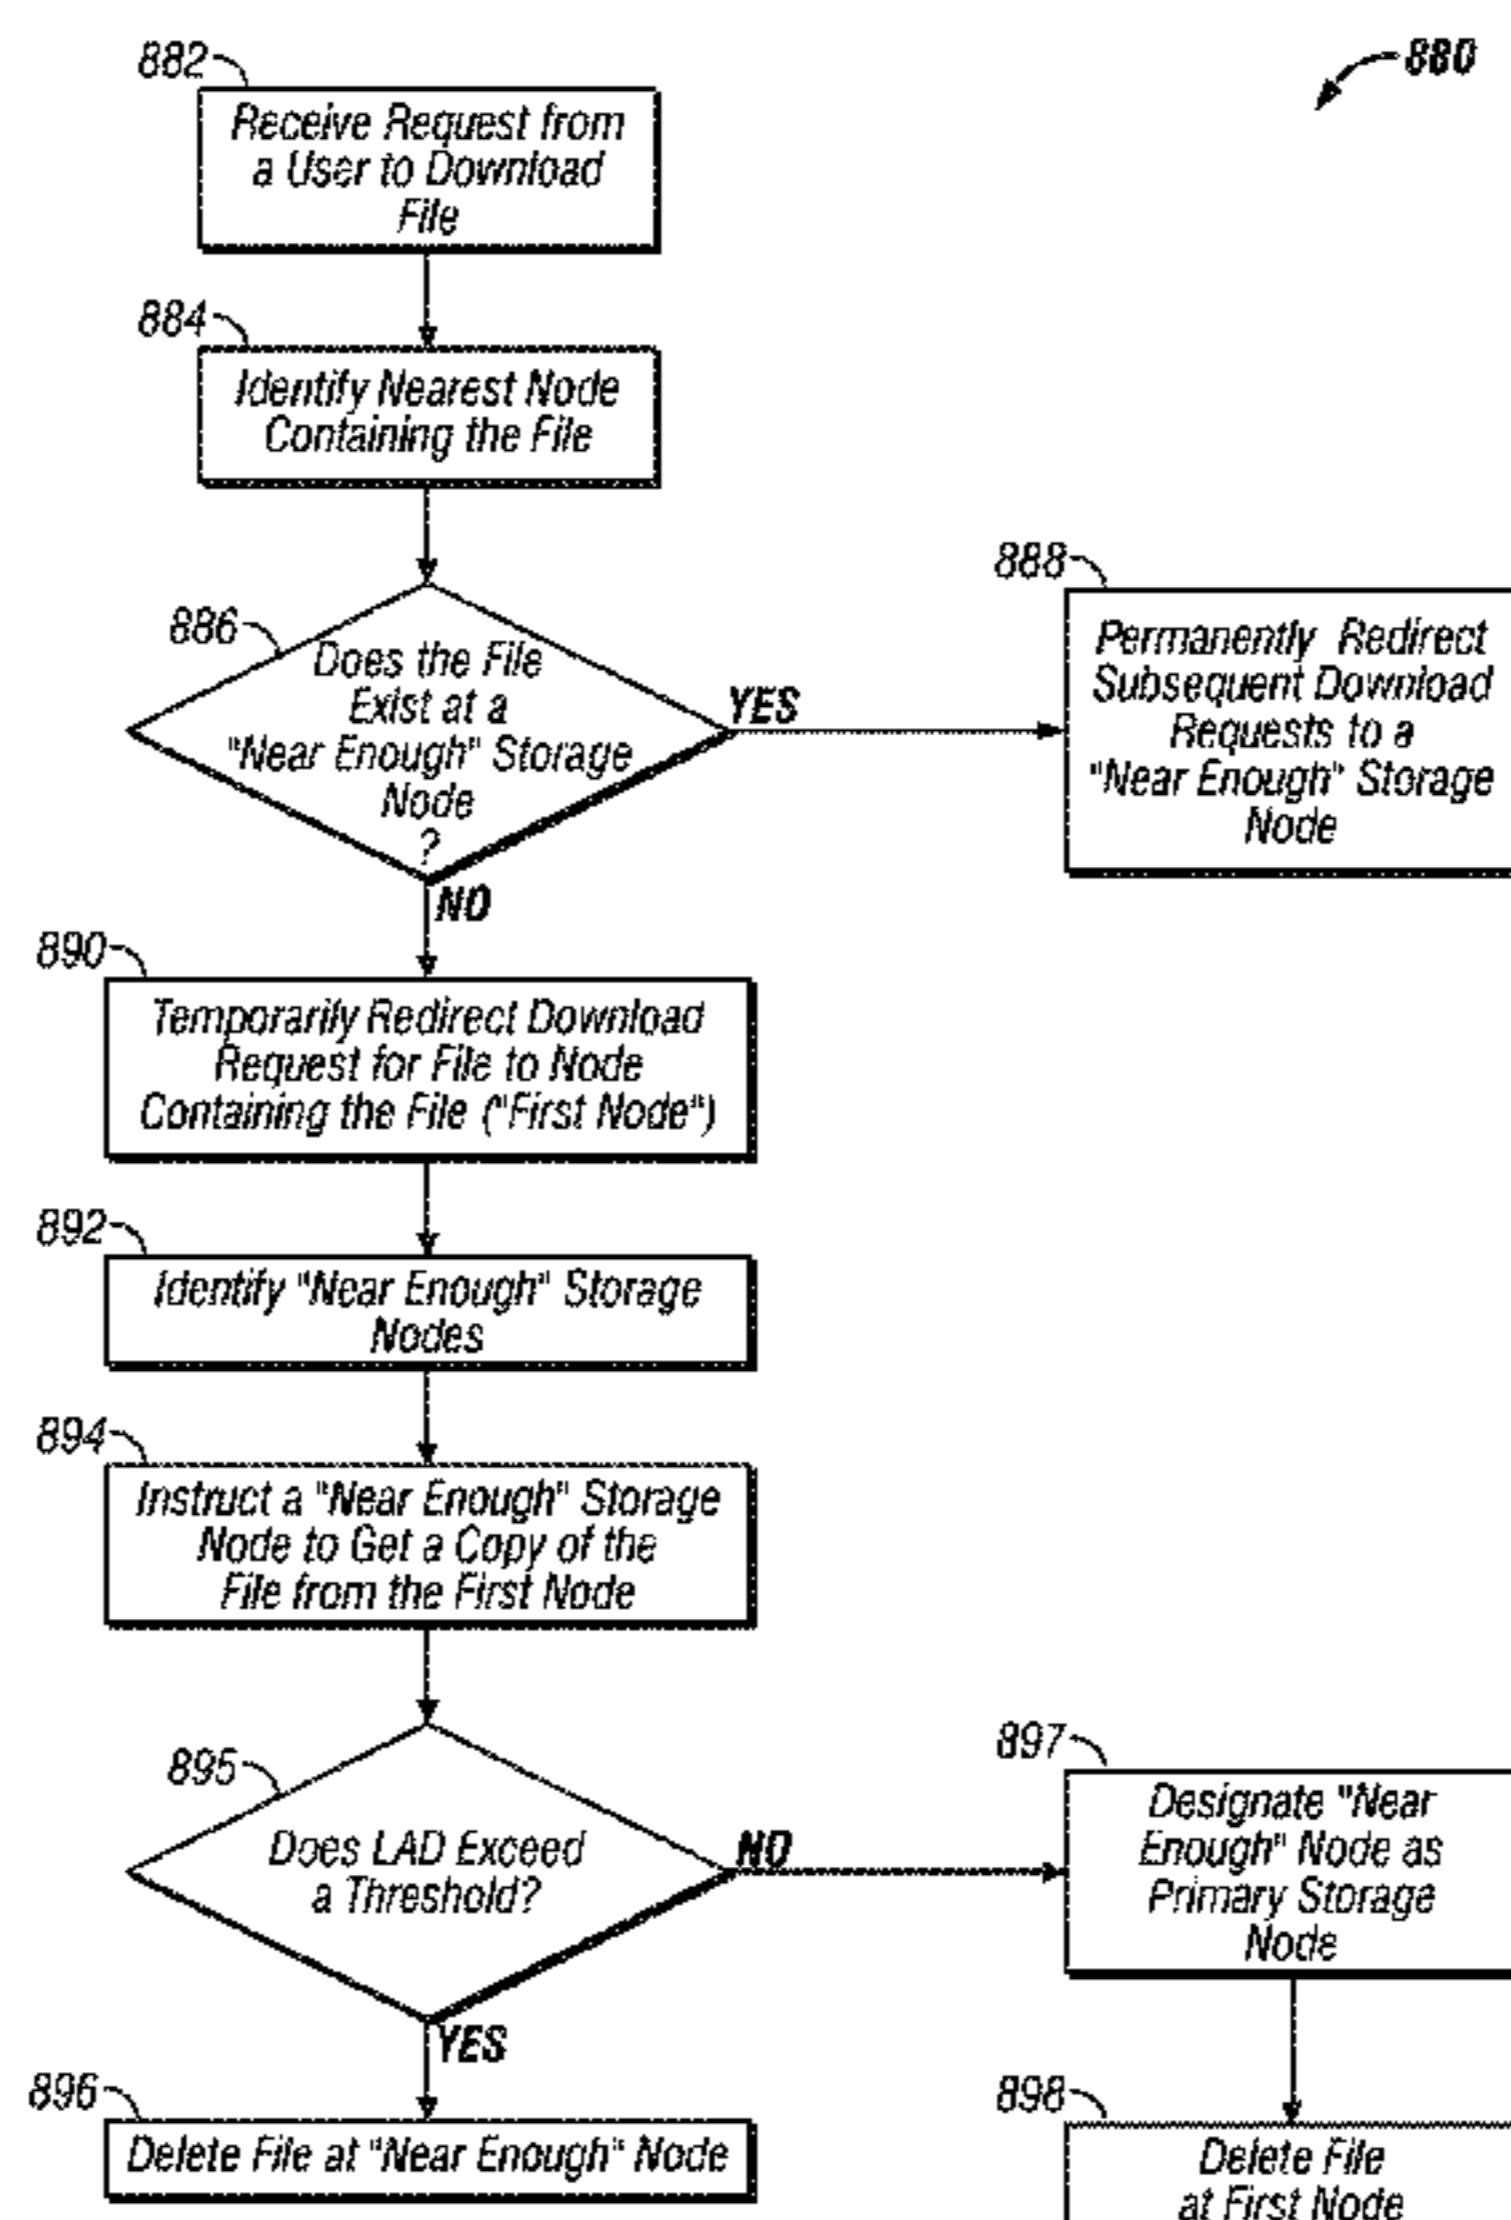 880
882
Receive Request from
a User to Download
File
884
Identify Nearest Node
Containing the File
886
Does the File
Exist at a
"Near Enough" Storage
Node
?
YES
NO
888
Permanently Redirect
Subsequent Download
Requests to a
"Near Enough" Storage
Node
890
Temporarily Redirect Download
Request for File to Node
Containing the File ("First Node")
892
Identify "Near Enough" Storage
Nodes
894
Instruct a "Near Enough" Storage
Node to Get a Copy of the
File from the First Node
895
Does LAD Exceed
a Threshold?
NO
YES
897
Designate "Near
Enough" Node as
Primary Storage
Node
896
Delete File at "Near Enough" Node
898
Delete File
at First Node